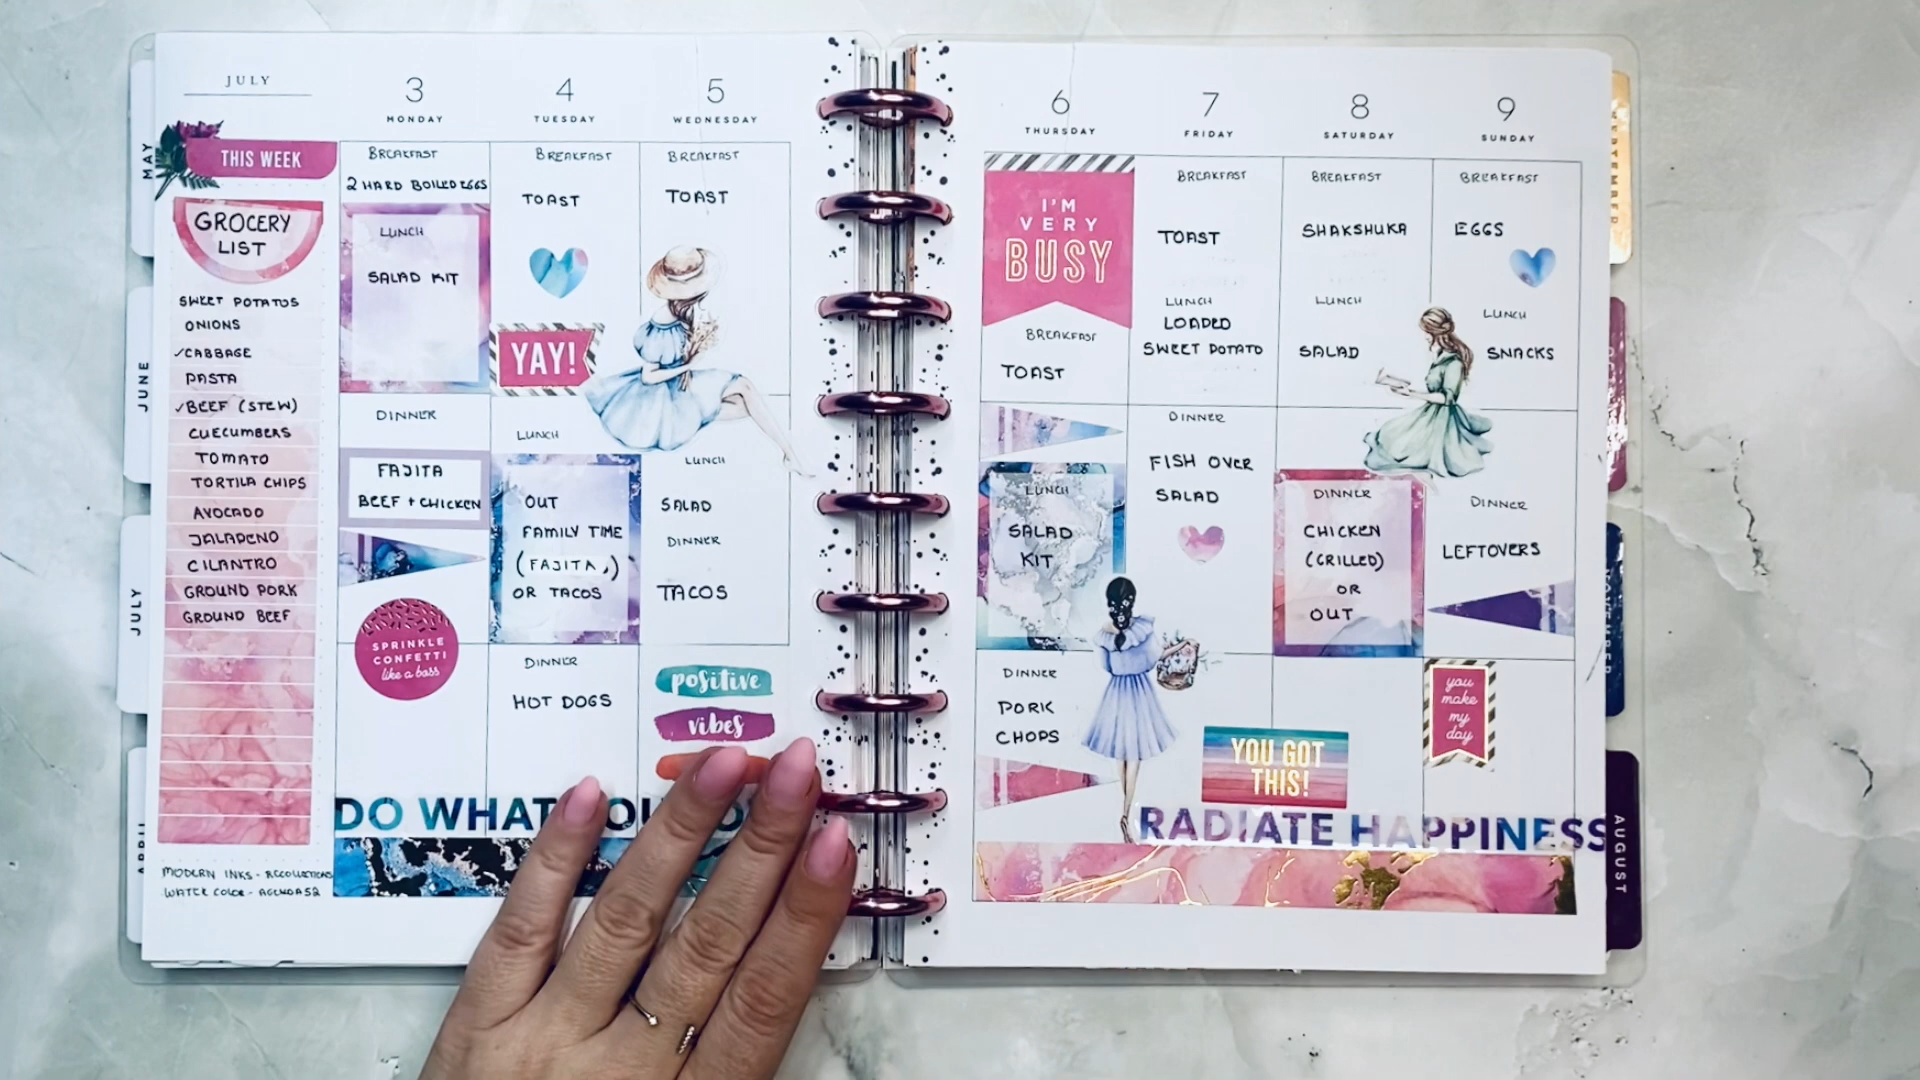 JULY
THIS WEEK
GROCERY
LIST
SWEET POTATOS
ONIONS
✓CABBAGE
PASTA
✓BEEF (STEW)
CUECUMBERS
TOMATO
TORTILA CHIPS
AVOCADO
JALAPENO
CILANTRO
GROUND PORK
GROUND BEEF
MODERN INKS - RECOLLECTIONS
WATER COLOR - AGENDA52
MAY
JUNE
JULY
3
MONDAY
BREAKFAST
2 HARD BOILED EGGS
LUNCH
SALAD KIT
DINNER
FAJITA
BEEF + CHICKEN
SPRINKLE
CONFETTI
like a boss
4
TUESDAY
BREAKFAST
TOAST
YAY!
LUNCH
OUT
FAMILY TIME
(FAJITA,)
OR TACOS
DINNER
HOT DOGS
5
WEDNESDAY
BREAKFAST
TOAST
LUNCH
SALAD
DINNER
TACOS
positive
vibes
DO WHAT
6
THURSDAY
I'M
VERY
BUSY
BREAKFAST
TOAST
LUNCH
SALAD
KIT
DINNER
PORK
CHOPS
7
FRIDAY
BREAKFAST
TOAST
LUNCH
LOADED
SWEET POTATO
DINNER
FISH OVER
SALAD
YOU GOT
THIS!
8
SATURDAY
BREAKFAST
SHAKSHUKA
LUNCH
SALAD
DINNER
CHICKEN
(GRILLED)
OR
OUT
9
SUNDAY
BREAKFAST
EGGS
LUNCH
SNACKS
DINNER
LEFTOVERS
you
make
my
day
RADIATE HAPPINESS
AUGUST